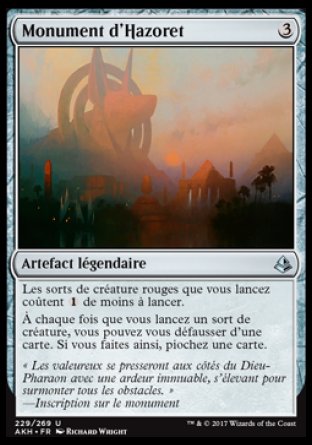 Monument d'Hazoret 3
Artefact légendaire
Les sorts de créature rouges que vous lancez
coûtent 1 de moins à lancer.
À chaque fois que vous lancez un sort de
créature, vous pouvez vous défausser d'une
carte. Si vous faites ainsi, piochez une carte.
« Les valeureux se presseront aux côtés du Dieu-
Pharaon avec une ardeur immuable, s'élevant pour
surmonter tous les obstacles. »
—Inscription sur le monument
229/269 U
AKH • FR Richard Wright
™ & © 2017 Wizards of the Coast